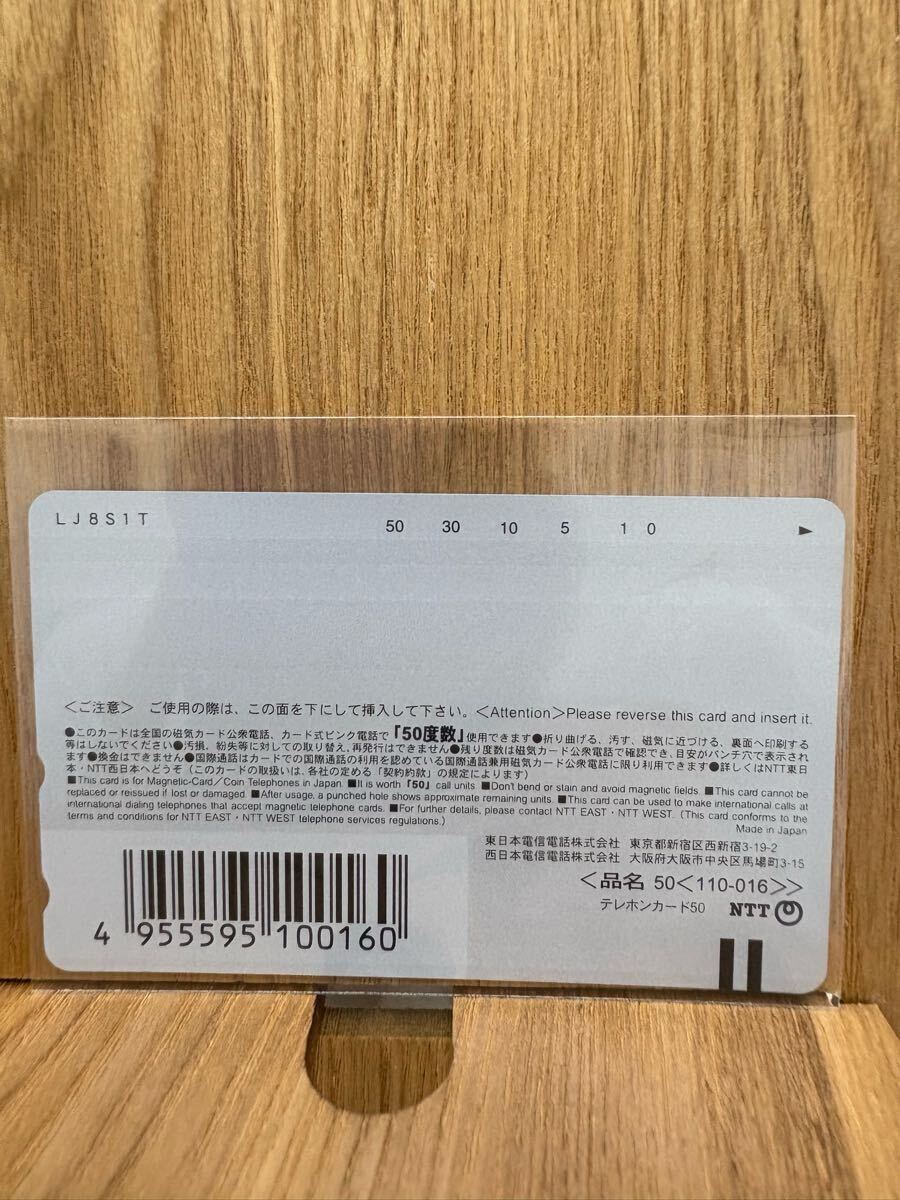 LJ8S1T
50 30 10 5 1 0 ►
＜ご注意＞ ご使用の際は、この面を下にして挿入して下さい。＜Attention＞Please reverse this card and insert it.
●このカードは全国の磁気カード公衆電話、カード式ピンク電話で「50度数」使用できます●折り曲げる、汚す、磁気に近づける、裏面へ印刷する
等はしないでください●汚損、紛失等に対しての取り替え、再発行はできません●残り度数は磁気カード公衆電話で確認でき、目安がパンチ穴で表示され
ます●換金はできません●国際通話はカードでの国際通話の利用を認めている国際通話兼用磁気カード公衆電話に限り利用できます●詳しくはNTT東日
本・NTT西日本へどうぞ（このカードの取扱いは、各社の定める「契約約款」の規定によります）
■This card is for Magnetic-Card／Coin Telephones in Japan. ■It is worth「50」call units ■Don't bend or stain and avoid magnetic fields. ■This card cannot be
replaced or reissued if lost or damaged. ■After usage, a punched hole shows approximate remaining units. ■This card can be used to make international calls at
international dialing telephones that accept magnetic telephone cards. ■For further details, please contact NTT EAST・NTT WEST. (This card conforms to the
terms and conditions for NTT EAST・NTT WEST telephone services regulations.)
Made in Japan
東日本電信電話株式会社 東京都新宿区西新宿3-19-2
西日本電信電話株式会社 大阪府大阪市中央区馬場町3-15
＜品名 50＜110-016＞＞
テレホンカード50 NTT
4 955595 100160